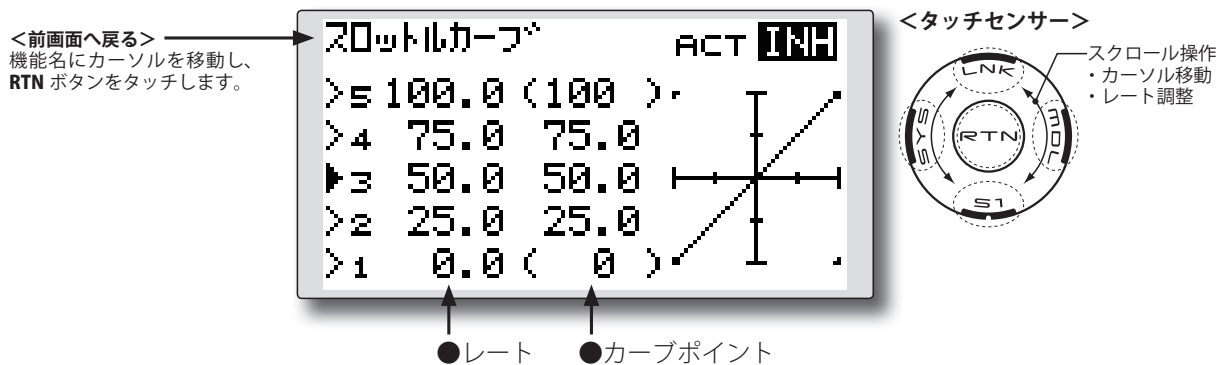 <前画面へ戻る>
機能名にカーソルを移動し、
RTN ボタンをタッチします。
スロットルカーブ ACT INH
>5 100.0 (100 )
>4 75.0 75.0
▶3 50.0 50.0
>2 25.0 25.0
>1 0.0 ( 0 )
●レート ●カーブポイント
<タッチセンサー>
スクロール操作
・カーソル移動
・レート調整
LNK
SYS
RTN
MDL
S1